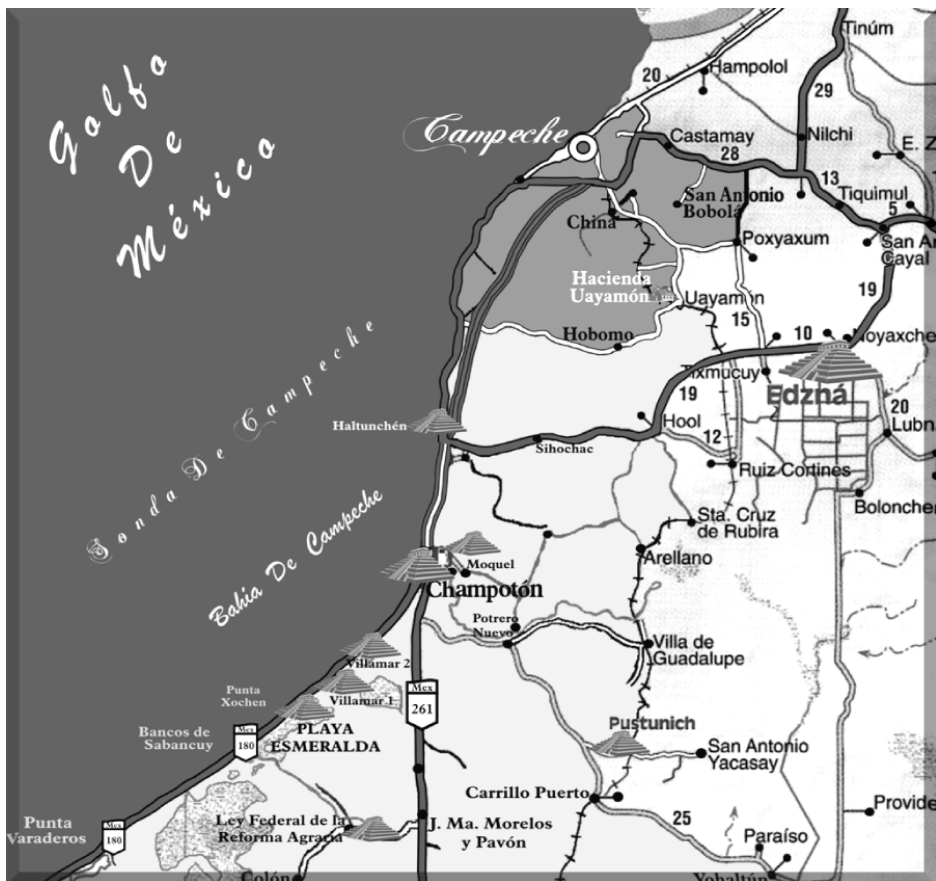 Golfo
De
México
Tinúm
20
Hampolol
29
Campeche
Castamay
Nilchi
28
E. Z
13
San Antonio
Bobolá
Tiquimul
5
China
Poxyaxum
San An
Cayal
Hacienda
Uayamón
Uayamón
19
15
Hobomo
10
Noyaxche
Sonda De Campeche
Tixmucuy
Edzná
19
20
Haltunchén
Hool
Lubna
12
Sihochac
Ruiz Cortines
Bolonchen
Bahia De Campeche
Sta. Cruz
de Rubira
Arellano
Moquel
Champotón
Potrero
Nuevo
Villa de
Guadalupe
Villamar 2
Punta
Xochen
Villamar 1
Mex
261
PLAYA
ESMERALDA
Bancos de
Sabancuy
Mex
180
Pustunich
San Antonio
Yacasay
Carrillo Puerto
Provide
Punta
Varaderos
Mex
180
Ley Federal de la
Reforma Agraria
J. Ma. Morelos
y Pavón
25
Paraíso
Colón
Yohaltún